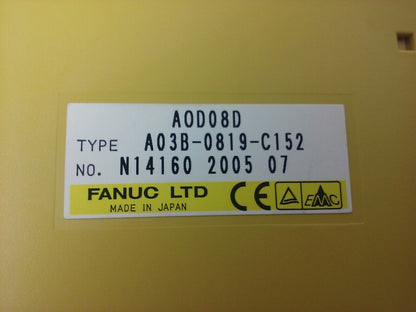 AOD08D
TYPE A03B-0819-C152
NO. N14160 2005 07
FANUC LTD
MADE IN JAPAN
CE
EMC